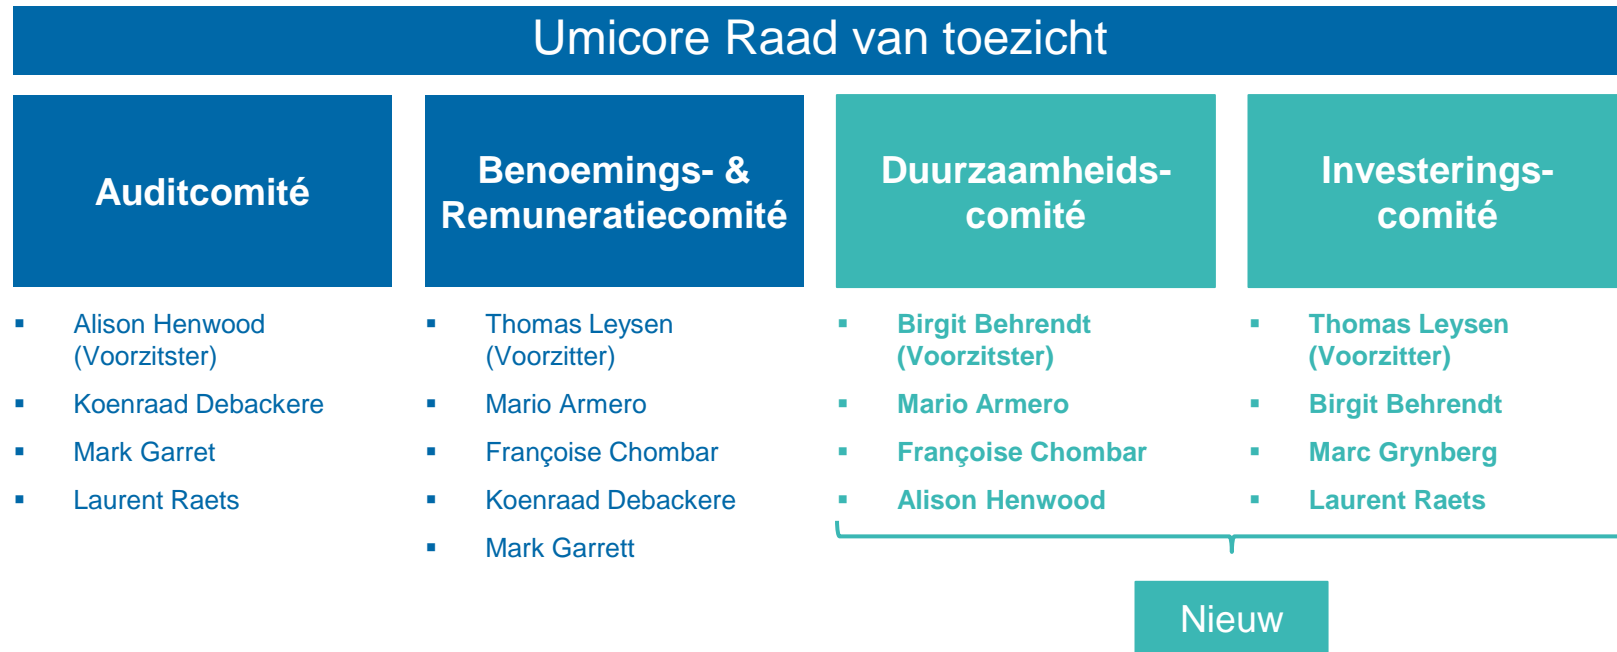 Umicore Raad van toezicht
Auditcomité
Benoemings- &
Remuneratiecomité
Duurzaamheids-
comité
Investerings-
comité
▪ Alison Henwood
(Voorzitster)
▪ Koenraad Debackere
▪ Mark Garret
▪ Laurent Raets
▪ Thomas Leysen
(Voorzitter)
▪ Mario Armero
▪ Françoise Chombar
▪ Koenraad Debackere
▪ Mark Garrett
▪ Birgit Behrendt
(Voorzitster)
▪ Mario Armero
▪ Françoise Chombar
▪ Alison Henwood
▪ Thomas Leysen
(Voorzitter)
▪ Birgit Behrendt
▪ Marc Grynberg
▪ Laurent Raets
Nieuw